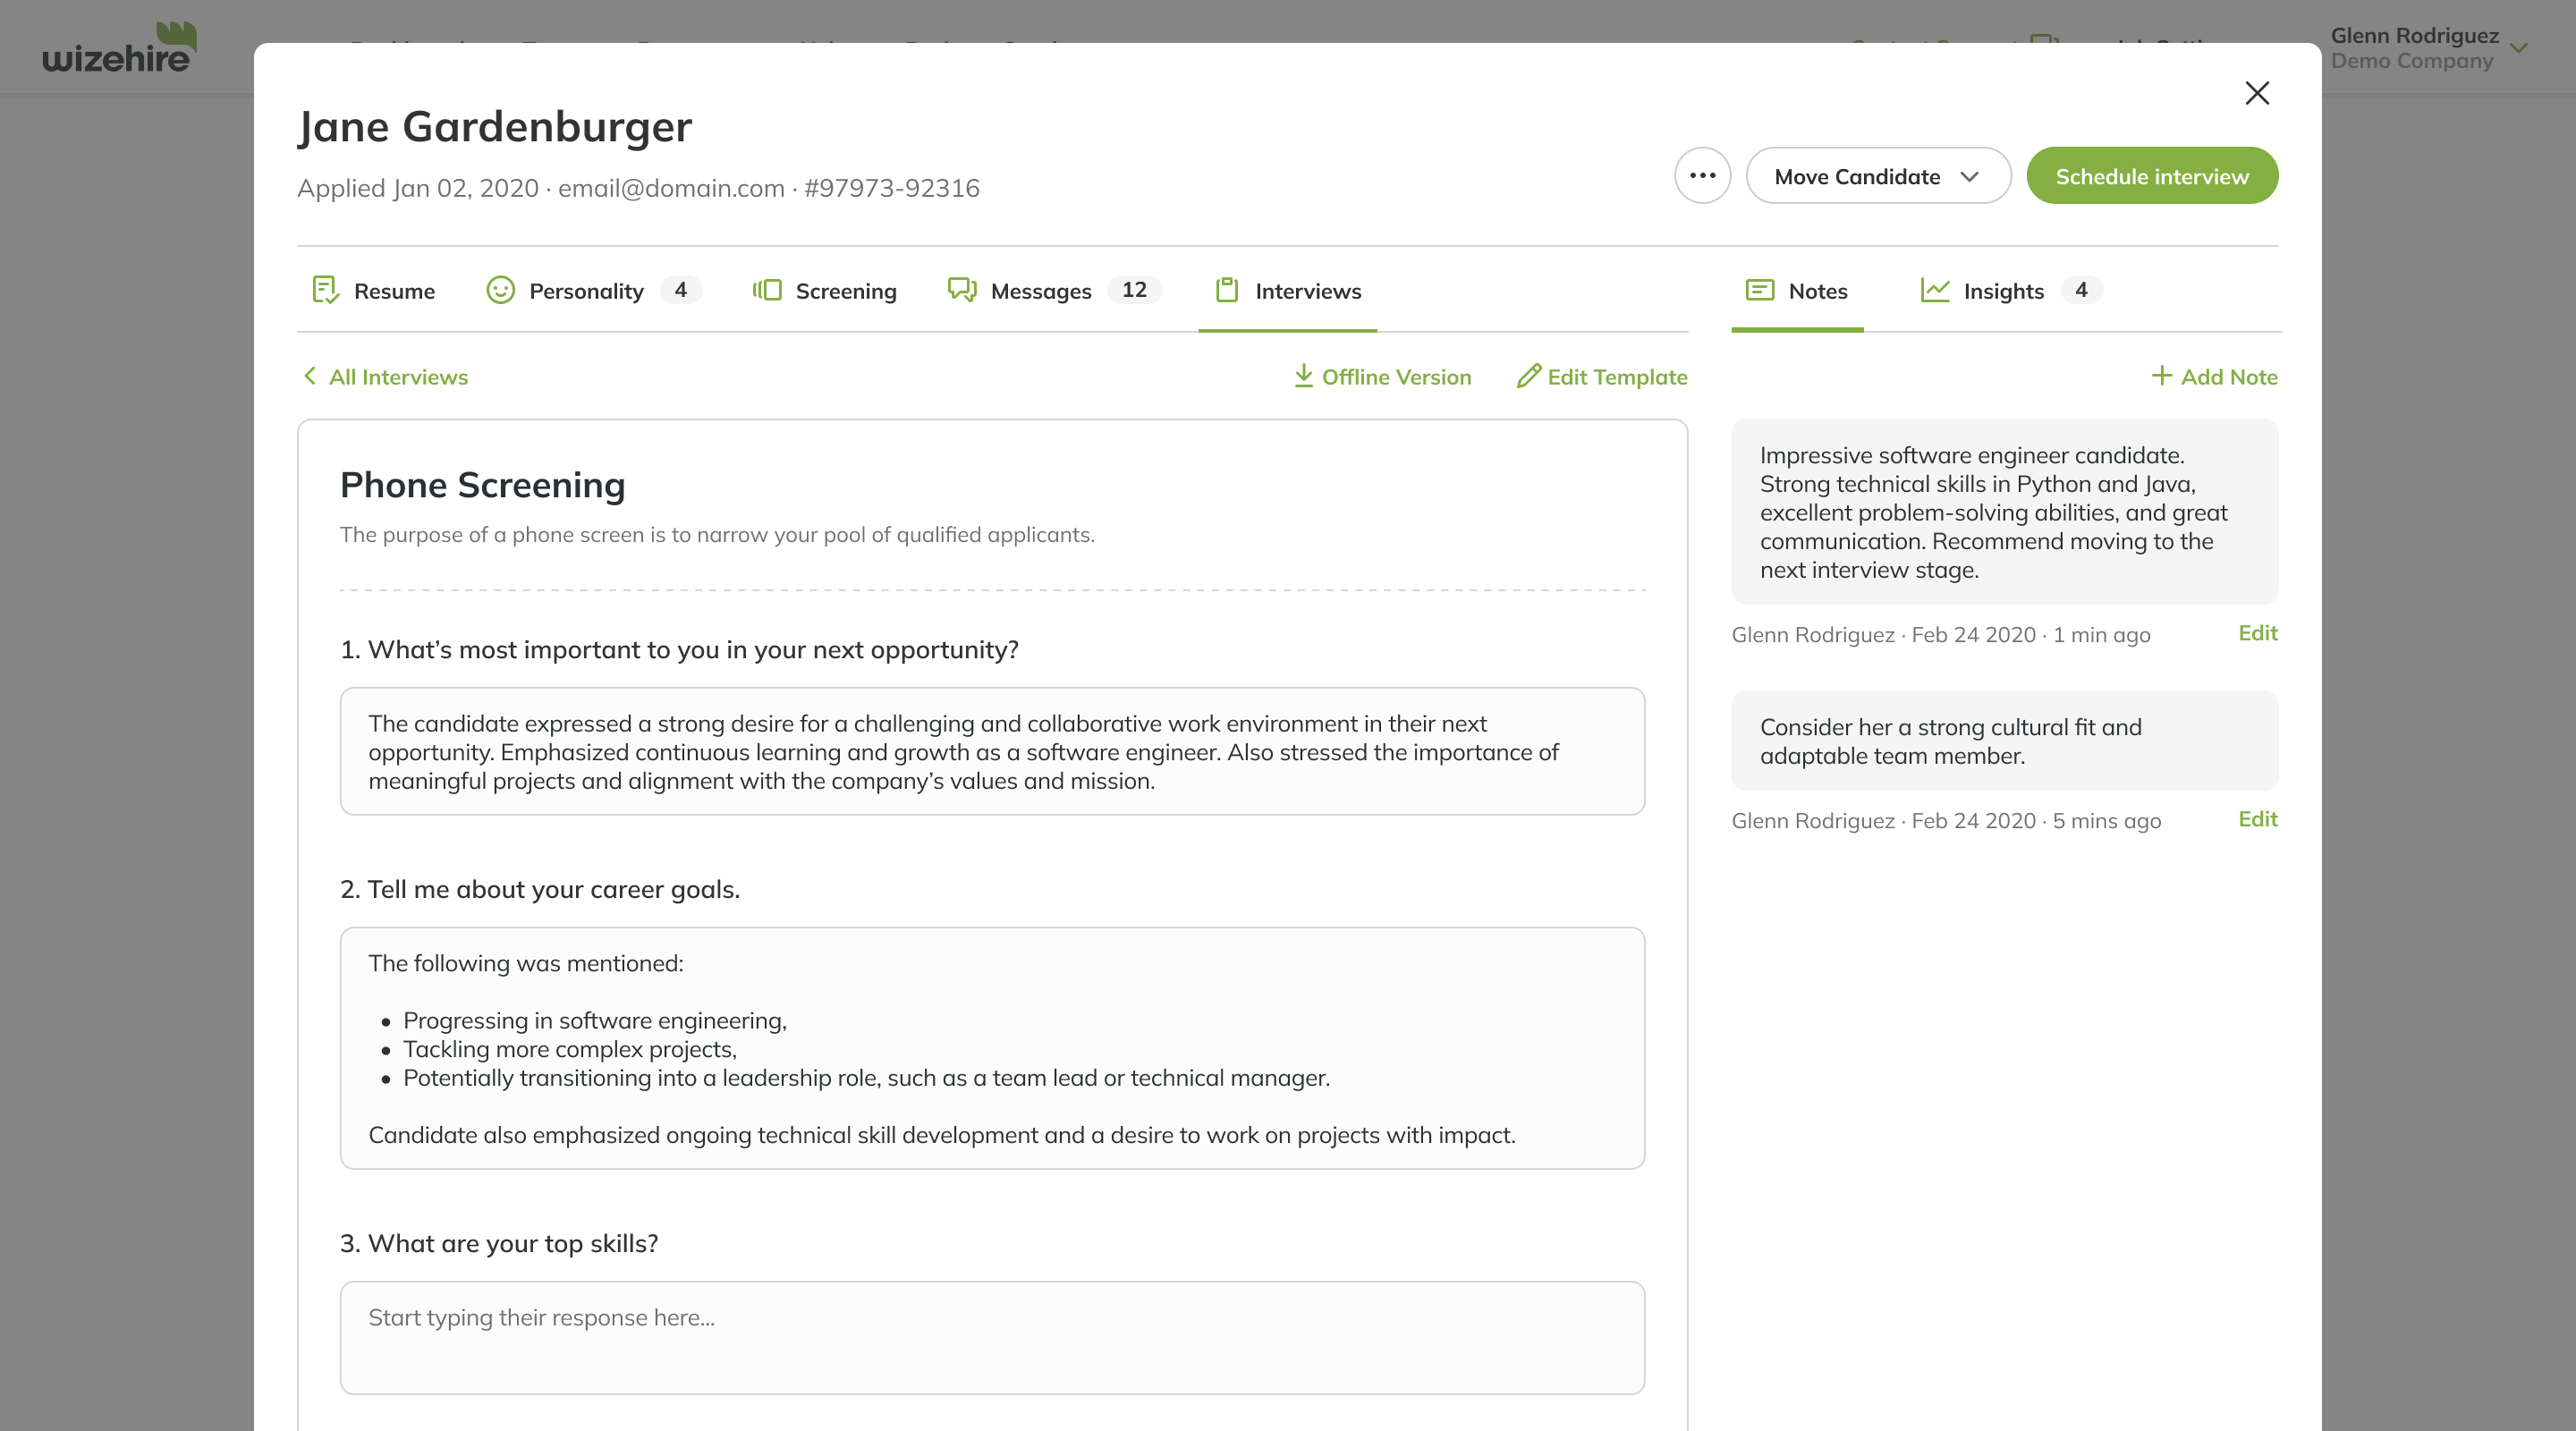 wizehire
Glenn Rodriguez
Demo Company
Jane Gardenburger
Applied Jan 02, 2020 · email@domain.com · #97973-92316
Move Candidate
Schedule interview
Resume
Personality 4
Screening
Messages 12
Interviews
Notes
Insights 4
All Interviews
Offline Version
Edit Template
+ Add Note
Phone Screening
The purpose of a phone screen is to narrow your pool of qualified applicants.
1. What’s most important to you in your next opportunity?
The candidate expressed a strong desire for a challenging and collaborative work environment in their next
opportunity. Emphasized continuous learning and growth as a software engineer. Also stressed the importance of
meaningful projects and alignment with the company’s values and mission.
2. Tell me about your career goals.
The following was mentioned:
• Progressing in software engineering,
• Tackling more complex projects,
• Potentially transitioning into a leadership role, such as a team lead or technical manager.
Candidate also emphasized ongoing technical skill development and a desire to work on projects with impact.
3. What are your top skills?
Start typing their response here...
Impressive software engineer candidate.
Strong technical skills in Python and Java,
excellent problem-solving abilities, and great
communication. Recommend moving to the
next interview stage.
Glenn Rodriguez · Feb 24 2020 · 1 min ago
Edit
Consider her a strong cultural fit and
adaptable team member.
Glenn Rodriguez · Feb 24 2020 · 5 mins ago
Edit